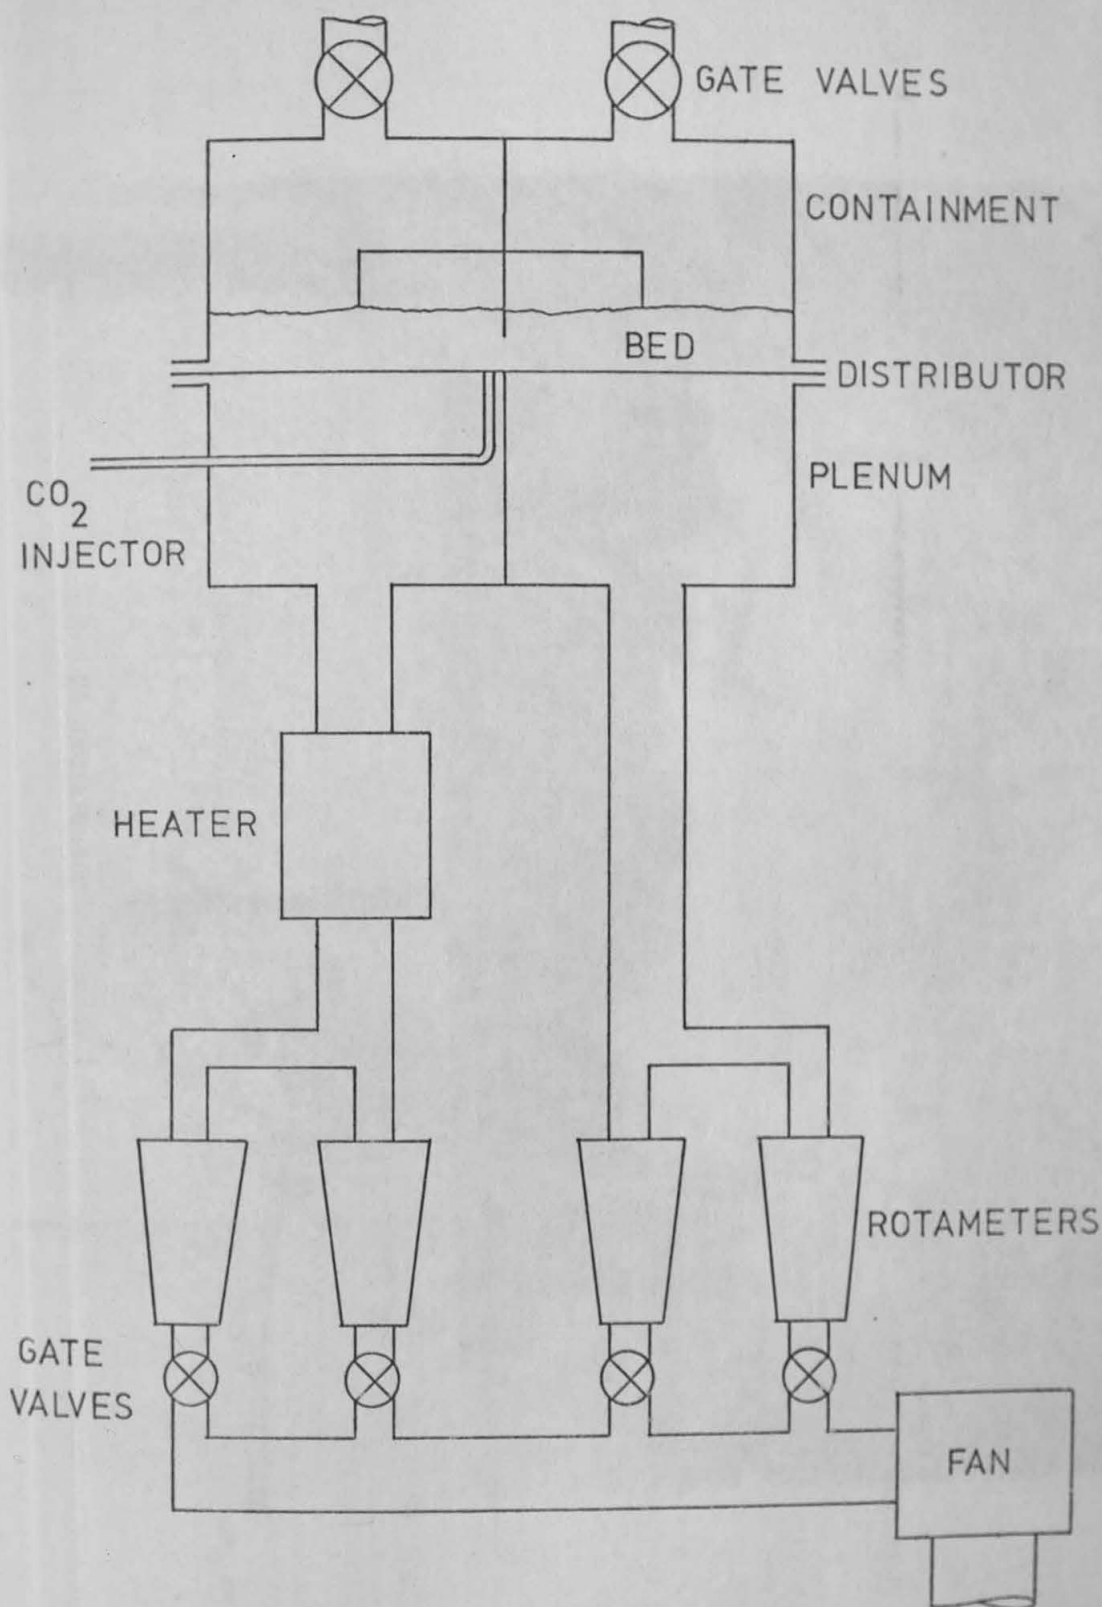 GATE VALVES
CONTAINMENT
BED
DISTRIBUTOR
PLENUM
CO₂
INJECTOR
HEATER
ROTAMETERS
GATE
VALVES
FAN